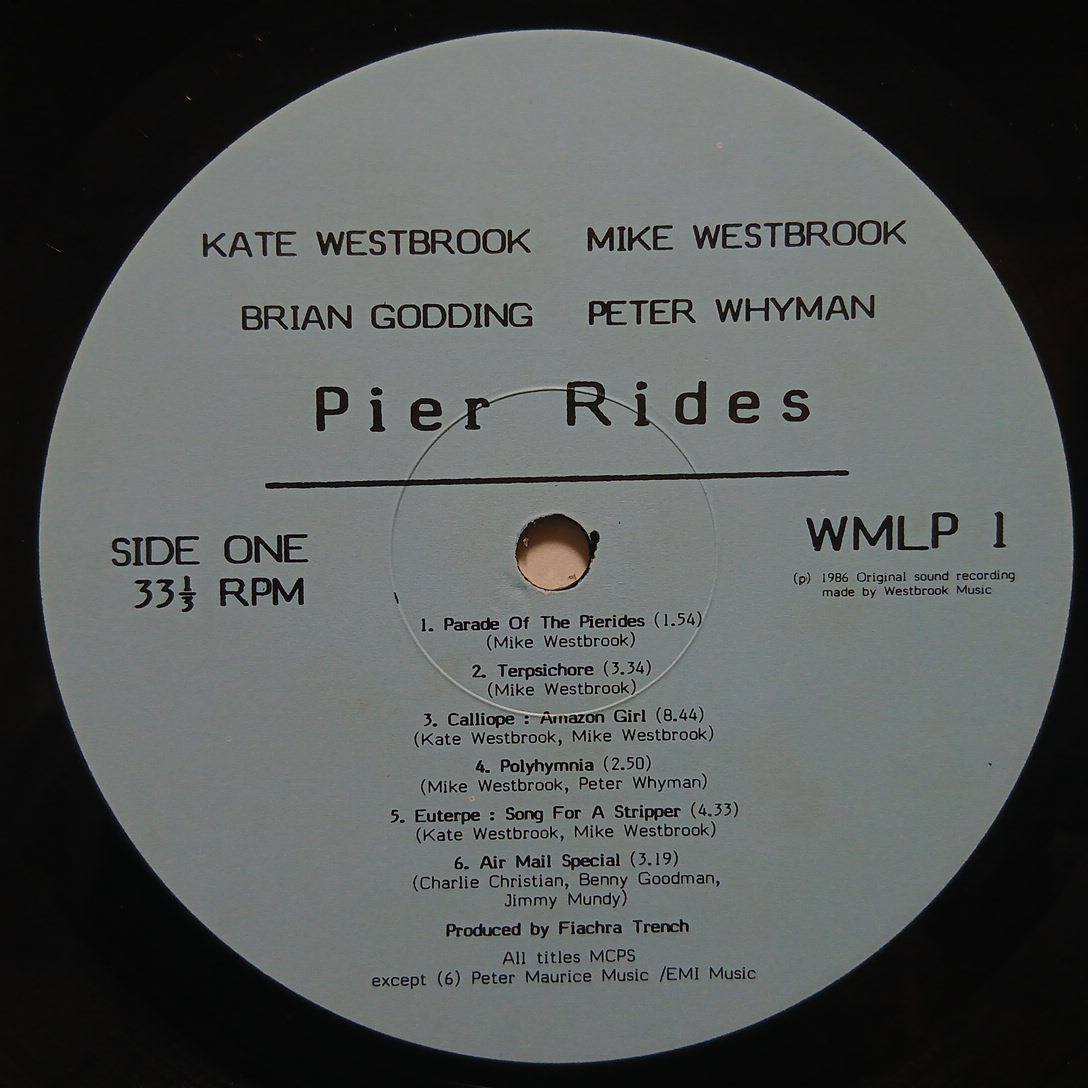 KATE WESTBROOK MIKE WESTBROOK
BRIAN GODDING PETER WHYMAN
Pier Rides
SIDE ONE
33⅓ RPM
WMLP 1
(p) 1986 Original sound recording
made by Westbrook Music
1. Parade Of The Pierides (1.54)
(Mike Westbrook)
2. Terpsichore (3.34)
(Mike Westbrook)
3. Calliope : Amazon Girl (8.44)
(Kate Westbrook, Mike Westbrook)
4. Polyhymnia (2.50)
(Mike Westbrook, Peter Whyman)
5. Euterpe : Song For A Stripper (4.33)
(Kate Westbrook, Mike Westbrook)
6. Air Mail Special (3.19)
(Charlie Christian, Benny Goodman,
Jimmy Mundy)
Produced by Fiachra Trench
All titles MCPS
except (6) Peter Maurice Music /EMI Music